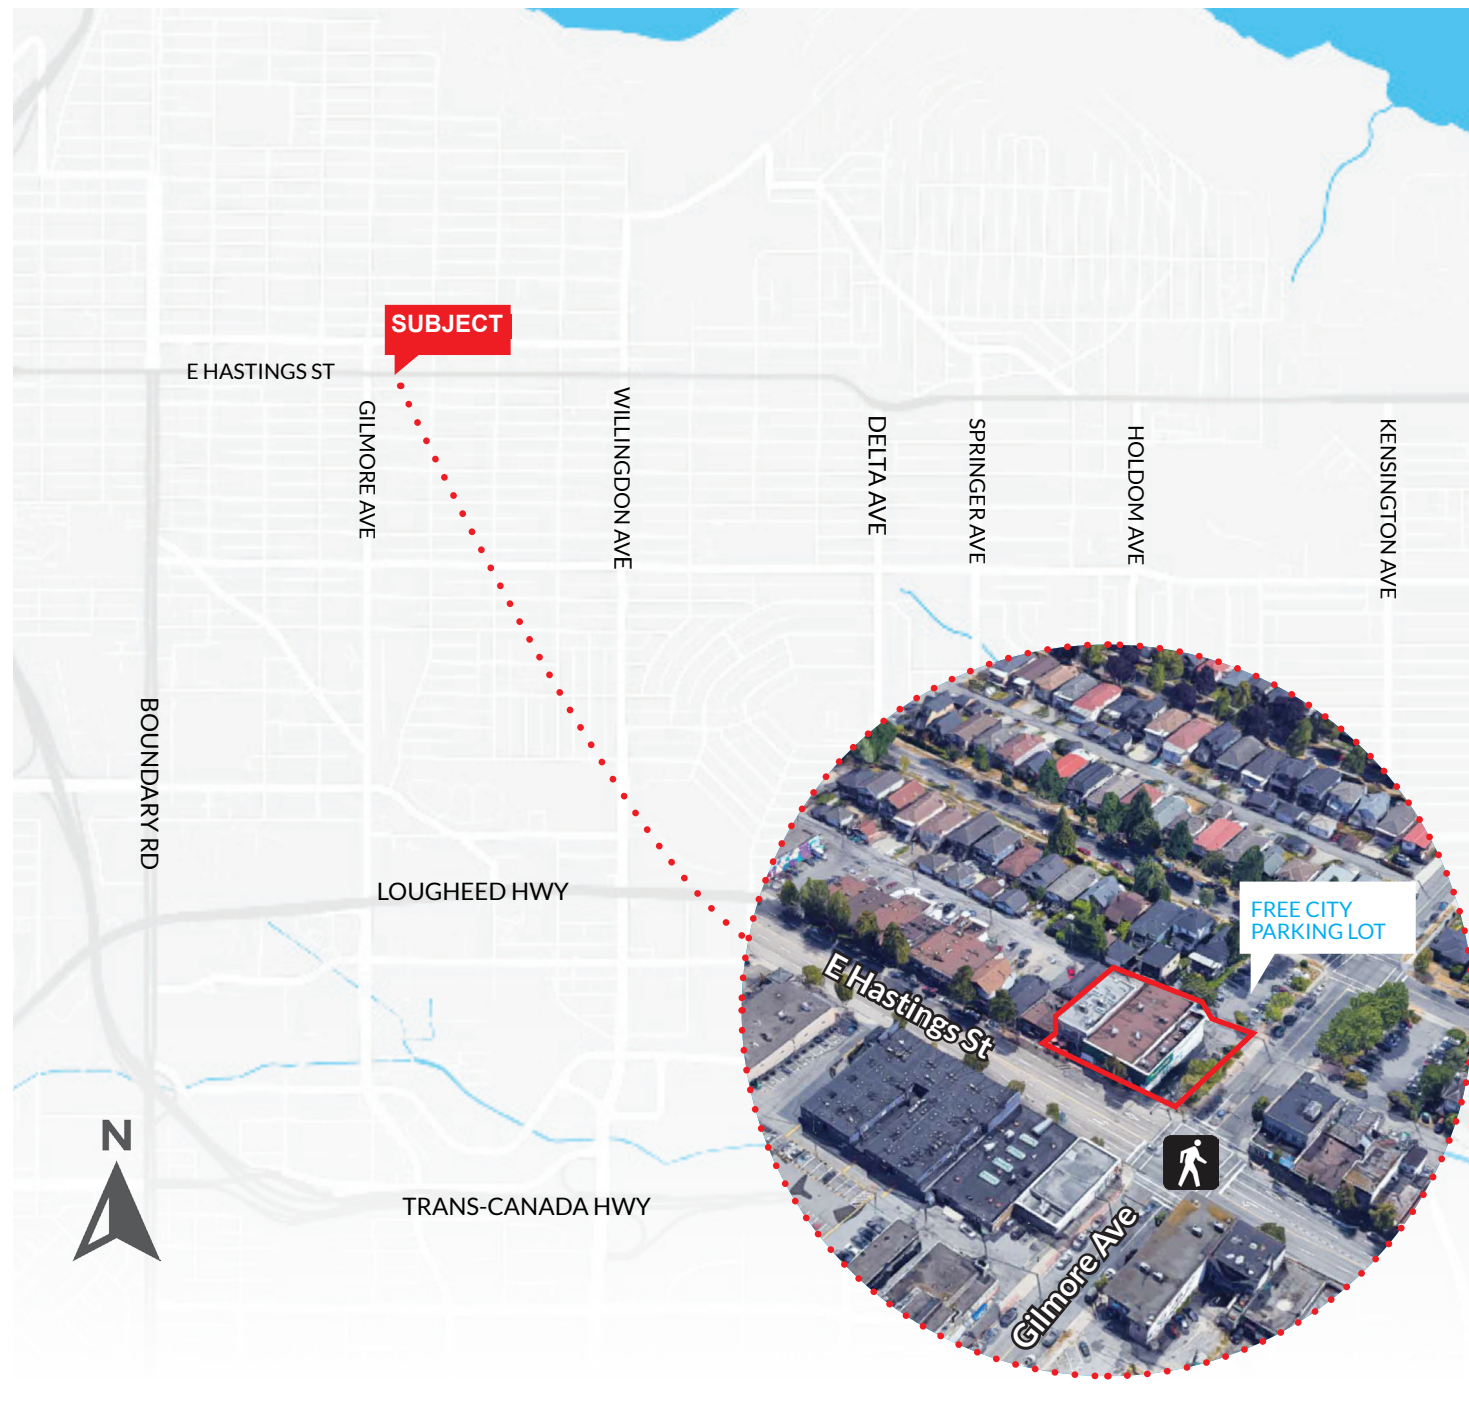 SUBJECT
E HASTINGS ST
GILMORE AVE
WILLINGDON AVE
DELTA AVE
SPRINGER AVE
HOLDOM AVE
KENSINGTON AVE
BOUNDARY RD
LOUGHEED HWY
FREE CITY
PARKING LOT
E Hastings St
N
TRANS-CANADA HWY
Gilmore Ave